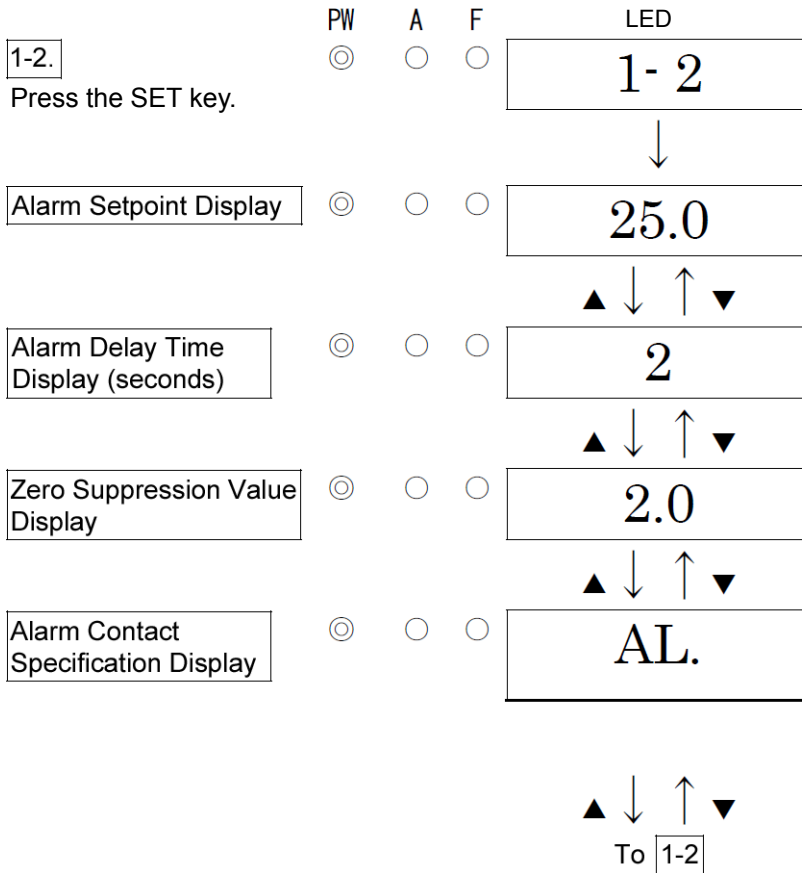 PW A F LED
1-2. ◎ ○ ○ 1- 2
Press the SET key.
↓
Alarm Setpoint Display ◎ ○ ○ 25.0
▲ ↓ ↑ ▼
Alarm Delay Time
Display (seconds) ◎ ○ ○ 2
▲ ↓ ↑ ▼
Zero Suppression Value
Display ◎ ○ ○ 2.0
▲ ↓ ↑ ▼
Alarm Contact
Specification Display ◎ ○ ○ AL.
▲ ↓ ↑ ▼
To 1-2